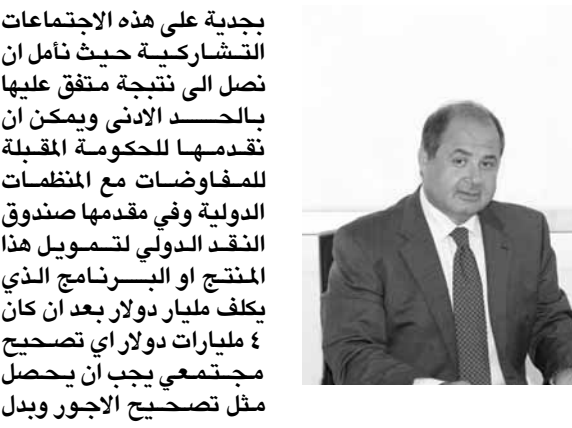 بجدية على هذه الاجتماعات
التشاركية حيث نأمل ان
نصل الى نتبجة متفق عليها
بالحد الادنى ويمكن ان
نقدمها للحكومة المقبلة
للمفاوضات مع المنظمات
الدولية وفي مقدمها صندوق
النقد الدولي لتمويل هذا
المنتج او البرنامج الذي
يكلف مليار دولار بعد ان كان
٤ مليارات دولار اي تصحيح
مجتمعي يجب ان يحصل
مثل تصحيح الاجور وبدل